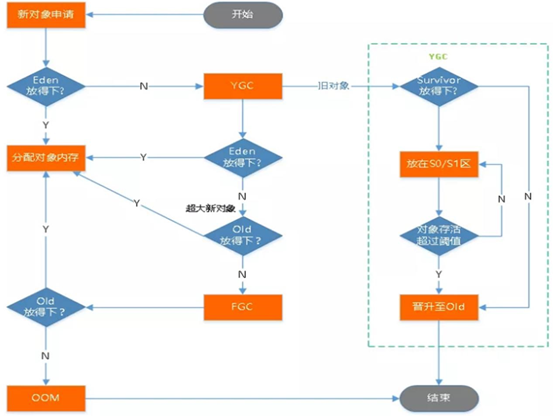 新对象申请
开始
YGC
Eden
放得下?
N
YGC
旧对象
Survivor
放得下?
Y
Y
分配对象内存
Y
Eden
放得下?
放在S0/S1区
N
Y
超大新对象
N
N
Y
Old
放得下?
对象存活
超过阈值
N
Y
Old
放得下?
FGC
晋升至Old
N
OOM
结束